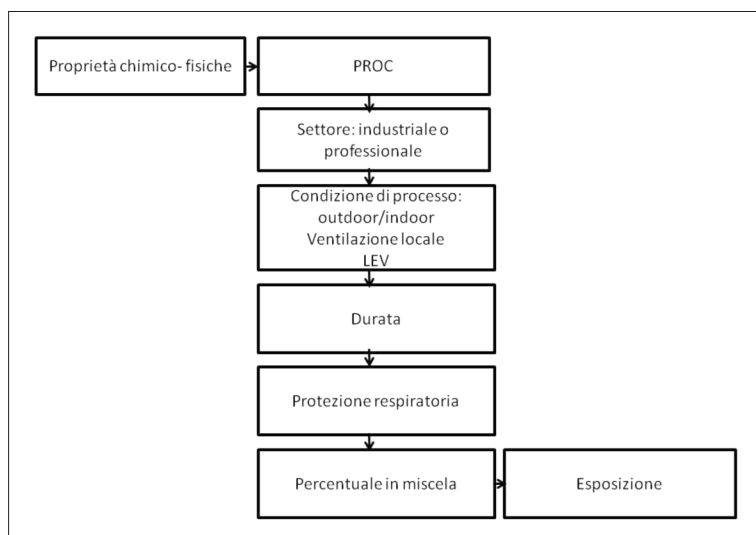 Proprietà chimico- fisiche
PROC
Settore: industriale o
professionale
Condizione di processo:
outdoor/indoor
Ventilazione locale
LEV
Durata
Protezione respiratoria
Percentuale in miscela
Esposizione